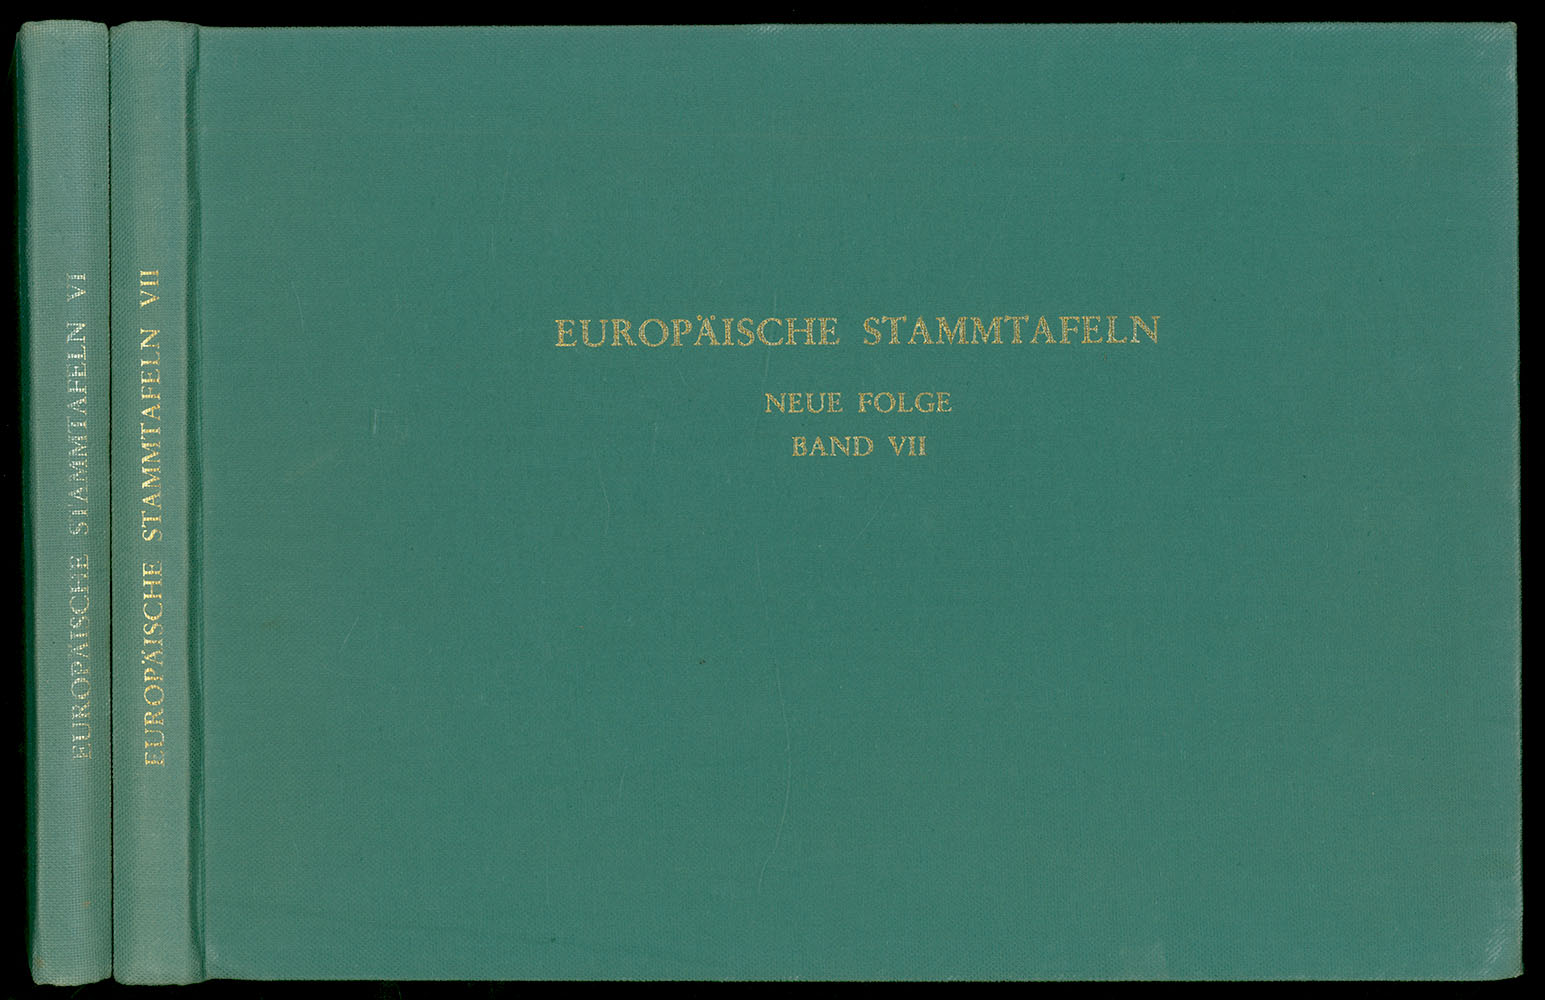 EUROPÄISCHE STAMMTAFELN VI
EUROPÄISCHE STAMMTAFELN VII
EUROPÄISCHE STAMMTAFELN
NEUE FOLGE
BAND VII